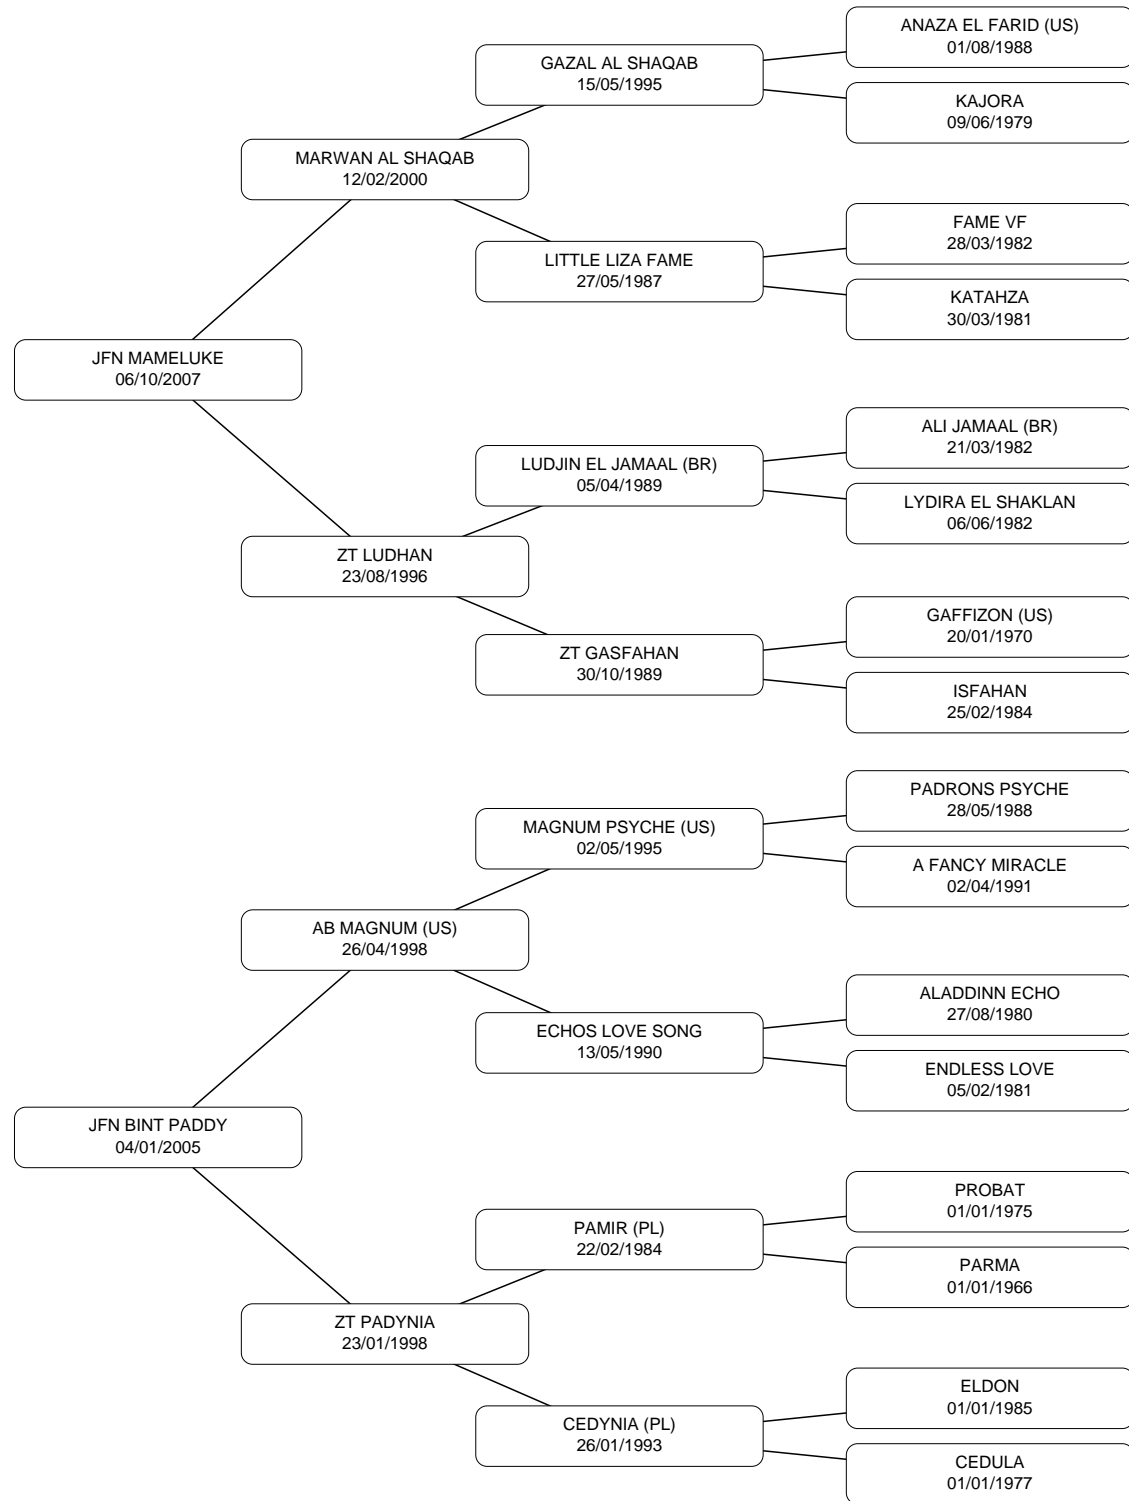 ANAZA EL FARID (US)
01/08/1988
GAZAL AL SHAQAB
15/05/1995
KAJORA
09/06/1979
MARWAN AL SHAQAB
12/02/2000
FAME VF
28/03/1982
LITTLE LIZA FAME
27/05/1987
KATAHZA
30/03/1981
JFN MAMELUKE
06/10/2007
ALI JAMAAL (BR)
21/03/1982
LUDJIN EL JAMAAL (BR)
05/04/1989
LYDIRA EL SHAKLAN
06/06/1982
ZT LUDHAN
23/08/1996
GAFFIZON (US)
20/01/1970
ZT GASFAHAN
30/10/1989
ISFAHAN
25/02/1984
PADRONS PSYCHE
28/05/1988
MAGNUM PSYCHE (US)
02/05/1995
A FANCY MIRACLE
02/04/1991
AB MAGNUM (US)
26/04/1998
ALADDINN ECHO
27/08/1980
ECHOS LOVE SONG
13/05/1990
ENDLESS LOVE
05/02/1981
JFN BINT PADDY
04/01/2005
PROBAT
01/01/1975
PAMIR (PL)
22/02/1984
PARMA
01/01/1966
ZT PADYNIA
23/01/1998
ELDON
01/01/1985
CEDYNIA (PL)
26/01/1993
CEDULA
01/01/1977